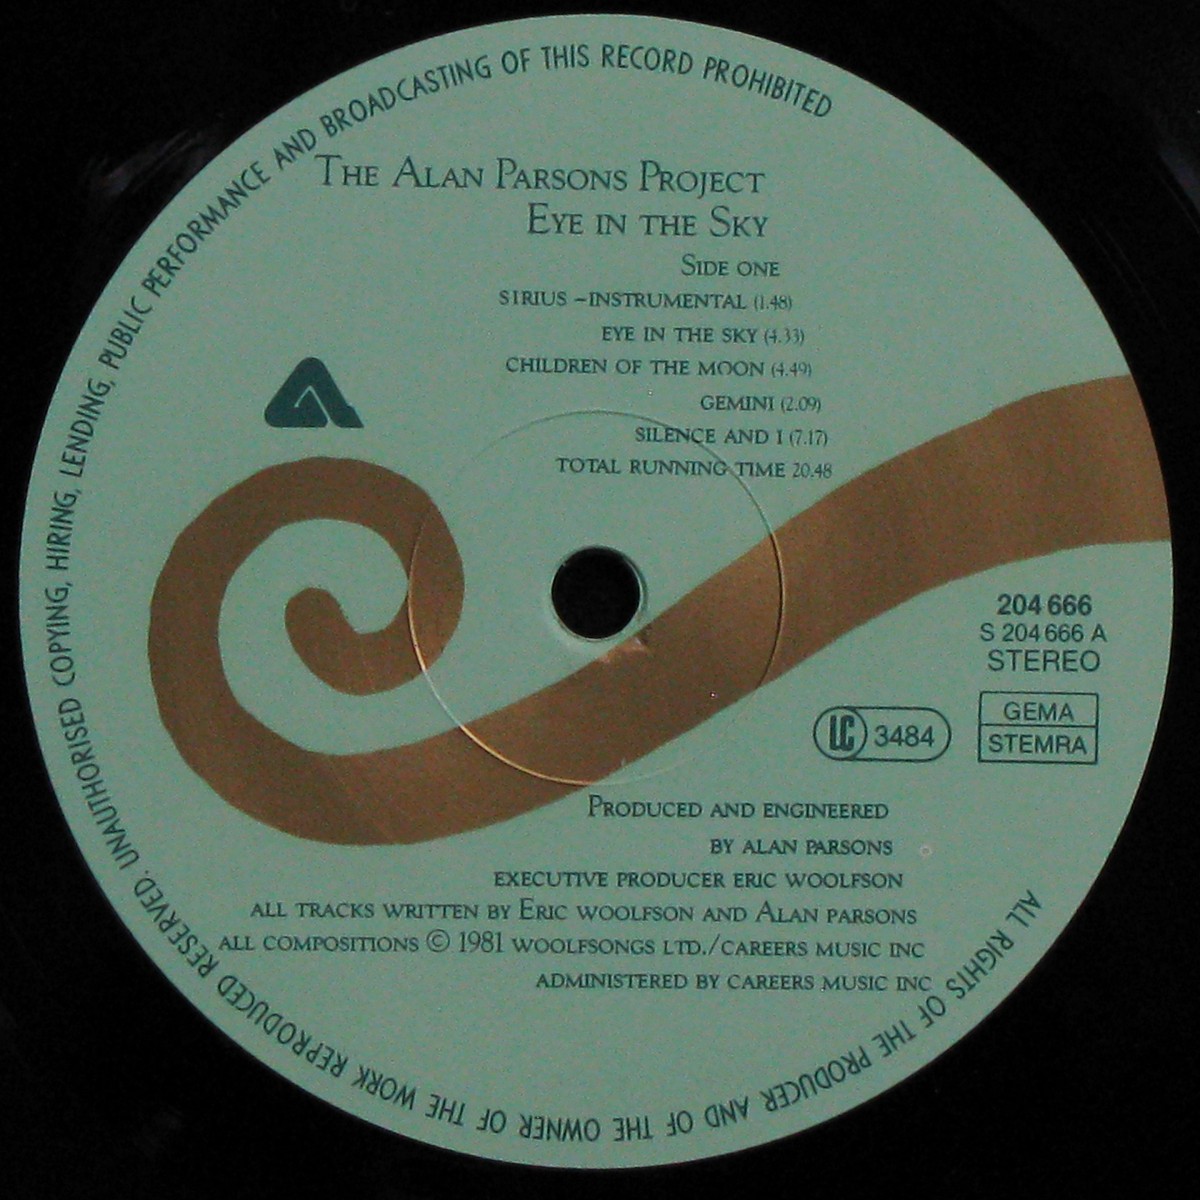 ALL RIGHTS OF THE PRODUCER AND OF THE OWNER OF THE WORK REPRODUCED RESERVED. UNAUTHORISED COPYING, HIRING, LENDING, PUBLIC PERFORMANCE AND BROADCASTING OF THIS RECORD PROHIBITED
THE ALAN PARSONS PROJECT
EYE IN THE SKY
SIDE ONE
SIRIUS –INSTRUMENTAL (1.48)
EYE IN THE SKY (4.33)
CHILDREN OF THE MOON (4.49)
GEMINI (2.09)
SILENCE AND I (7.17)
TOTAL RUNNING TIME 20.48
204 666
S 204 666 A
STEREO
LC 3484
GEMA
STEMRA
PRODUCED AND ENGINEERED
BY ALAN PARSONS
EXECUTIVE PRODUCER ERIC WOOLFSON
ALL TRACKS WRITTEN BY ERIC WOOLFSON AND ALAN PARSONS
ALL COMPOSITIONS © 1981 WOOLFSONGS LTD./CAREERS MUSIC INC
ADMINISTERED BY CAREERS MUSIC INC